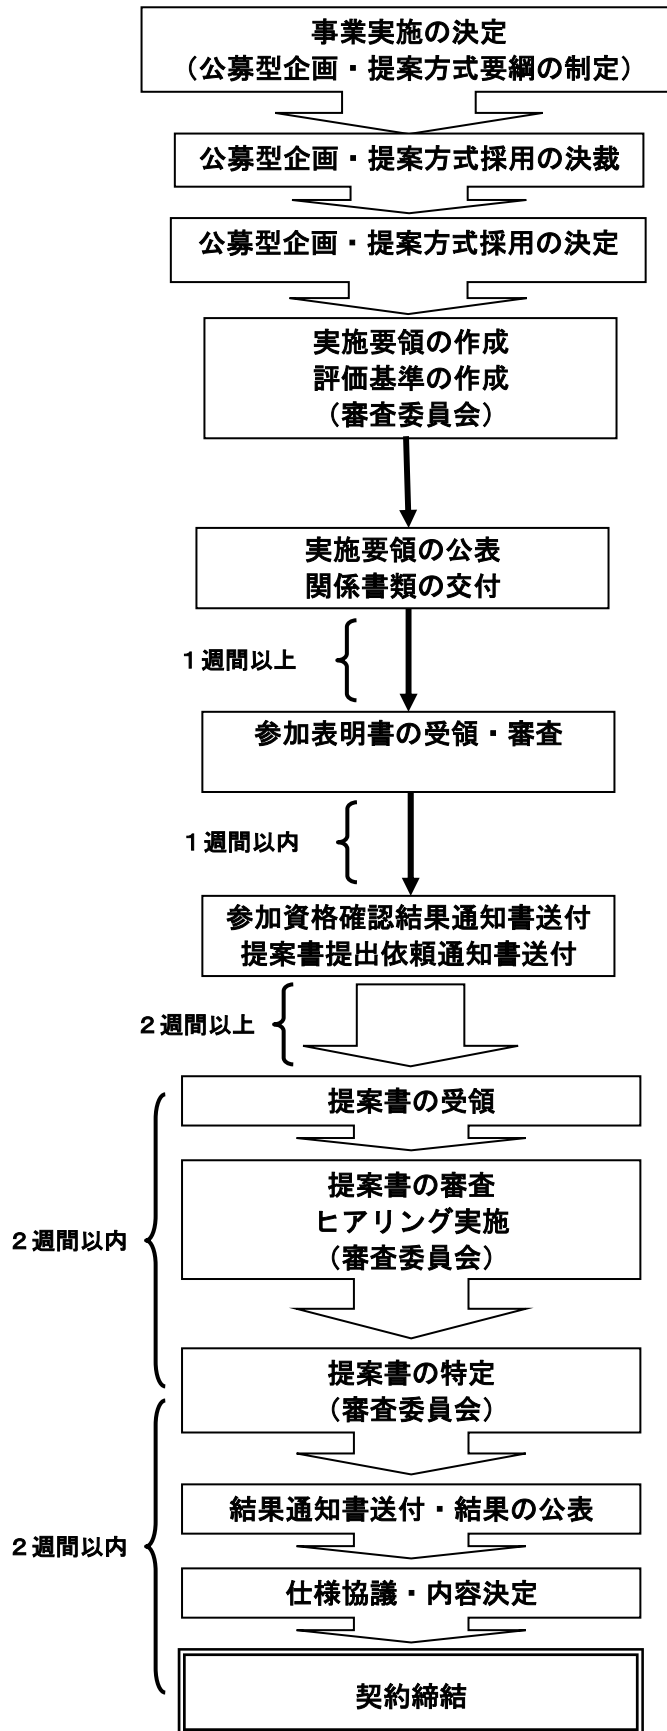 事業実施の決定
（公募型企画・提案方式要綱の制定）
公募型企画・提案方式採用の決裁
公募型企画・提案方式採用の決定
実施要領の作成
評価基準の作成
（審査委員会）
実施要領の公表
関係書類の交付
１週間以上
参加表明書の受領・審査
１週間以内
参加資格確認結果通知書送付
提案書提出依頼通知書送付
２週間以上
提案書の受領
提案書の審査
ヒアリング実施
（審査委員会）
２週間以内
提案書の特定
（審査委員会）
結果通知書送付・結果の公表
２週間以内
仕様協議・内容決定
契約締結